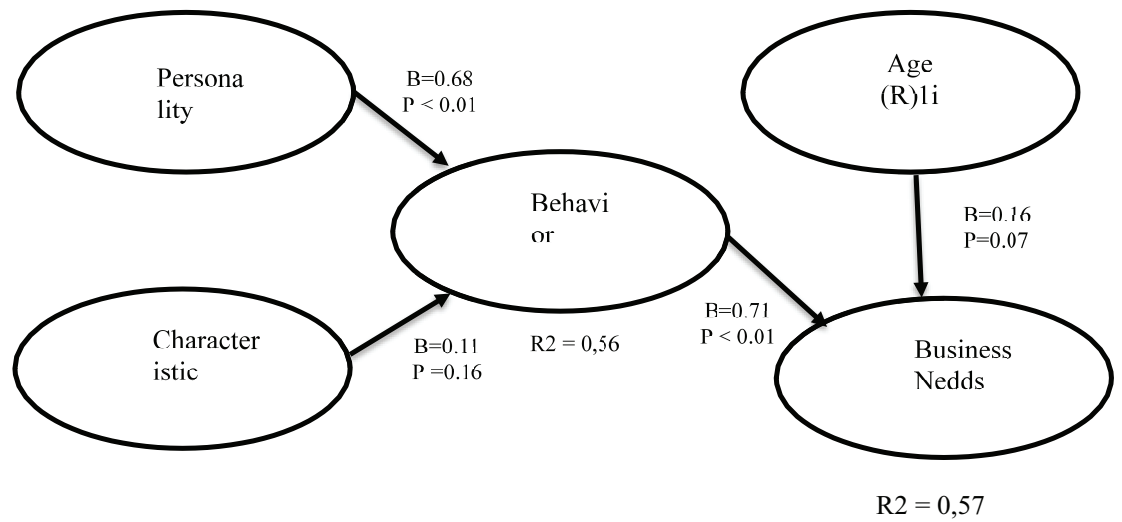 Persona
lity
B=0.68
P < 0.01
Age
(R)1i
Behavi
or
B=0.16
P=0.07
Character
istic
B=0.11
P =0.16
R2 = 0,56
B=0.71
P < 0.01
Business
Nedds
R2 = 0,57